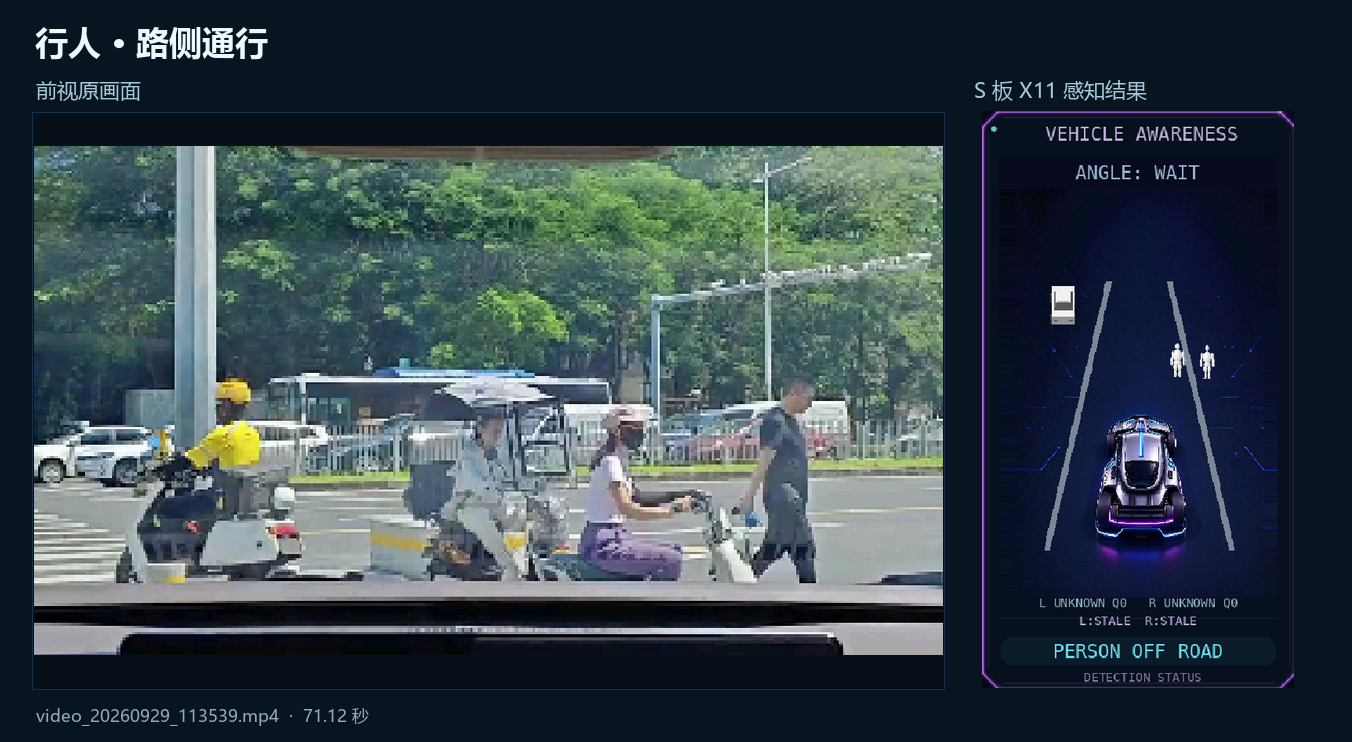 行人・路侧通行
前视原画面
S 板 X11 感知结果
VEHICLE AWARENESS
ANGLE: WAIT
L UNKNOWN Q0 R UNKNOWN Q0
L:STALE R:STALE
PERSON OFF ROAD
DETECTION STATUS
video_20260929_113539.mp4 · 71.12 秒